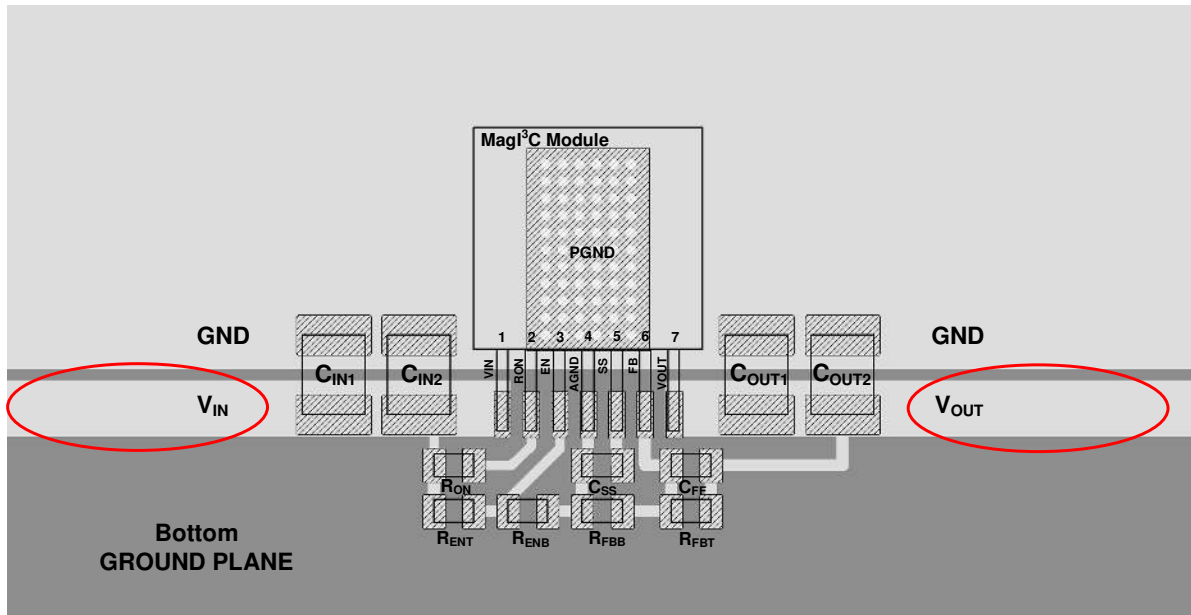 MagI³C Module
PGND
1 2 3 4 5 6 7
VIN RON EN AGND SS FB VOUT
GND
GND
CIN1 CIN2
COUT1 COUT2
VIN
VOUT
RON CSS CFF
RENT RENB RFBB RFBT
Bottom
GROUND PLANE